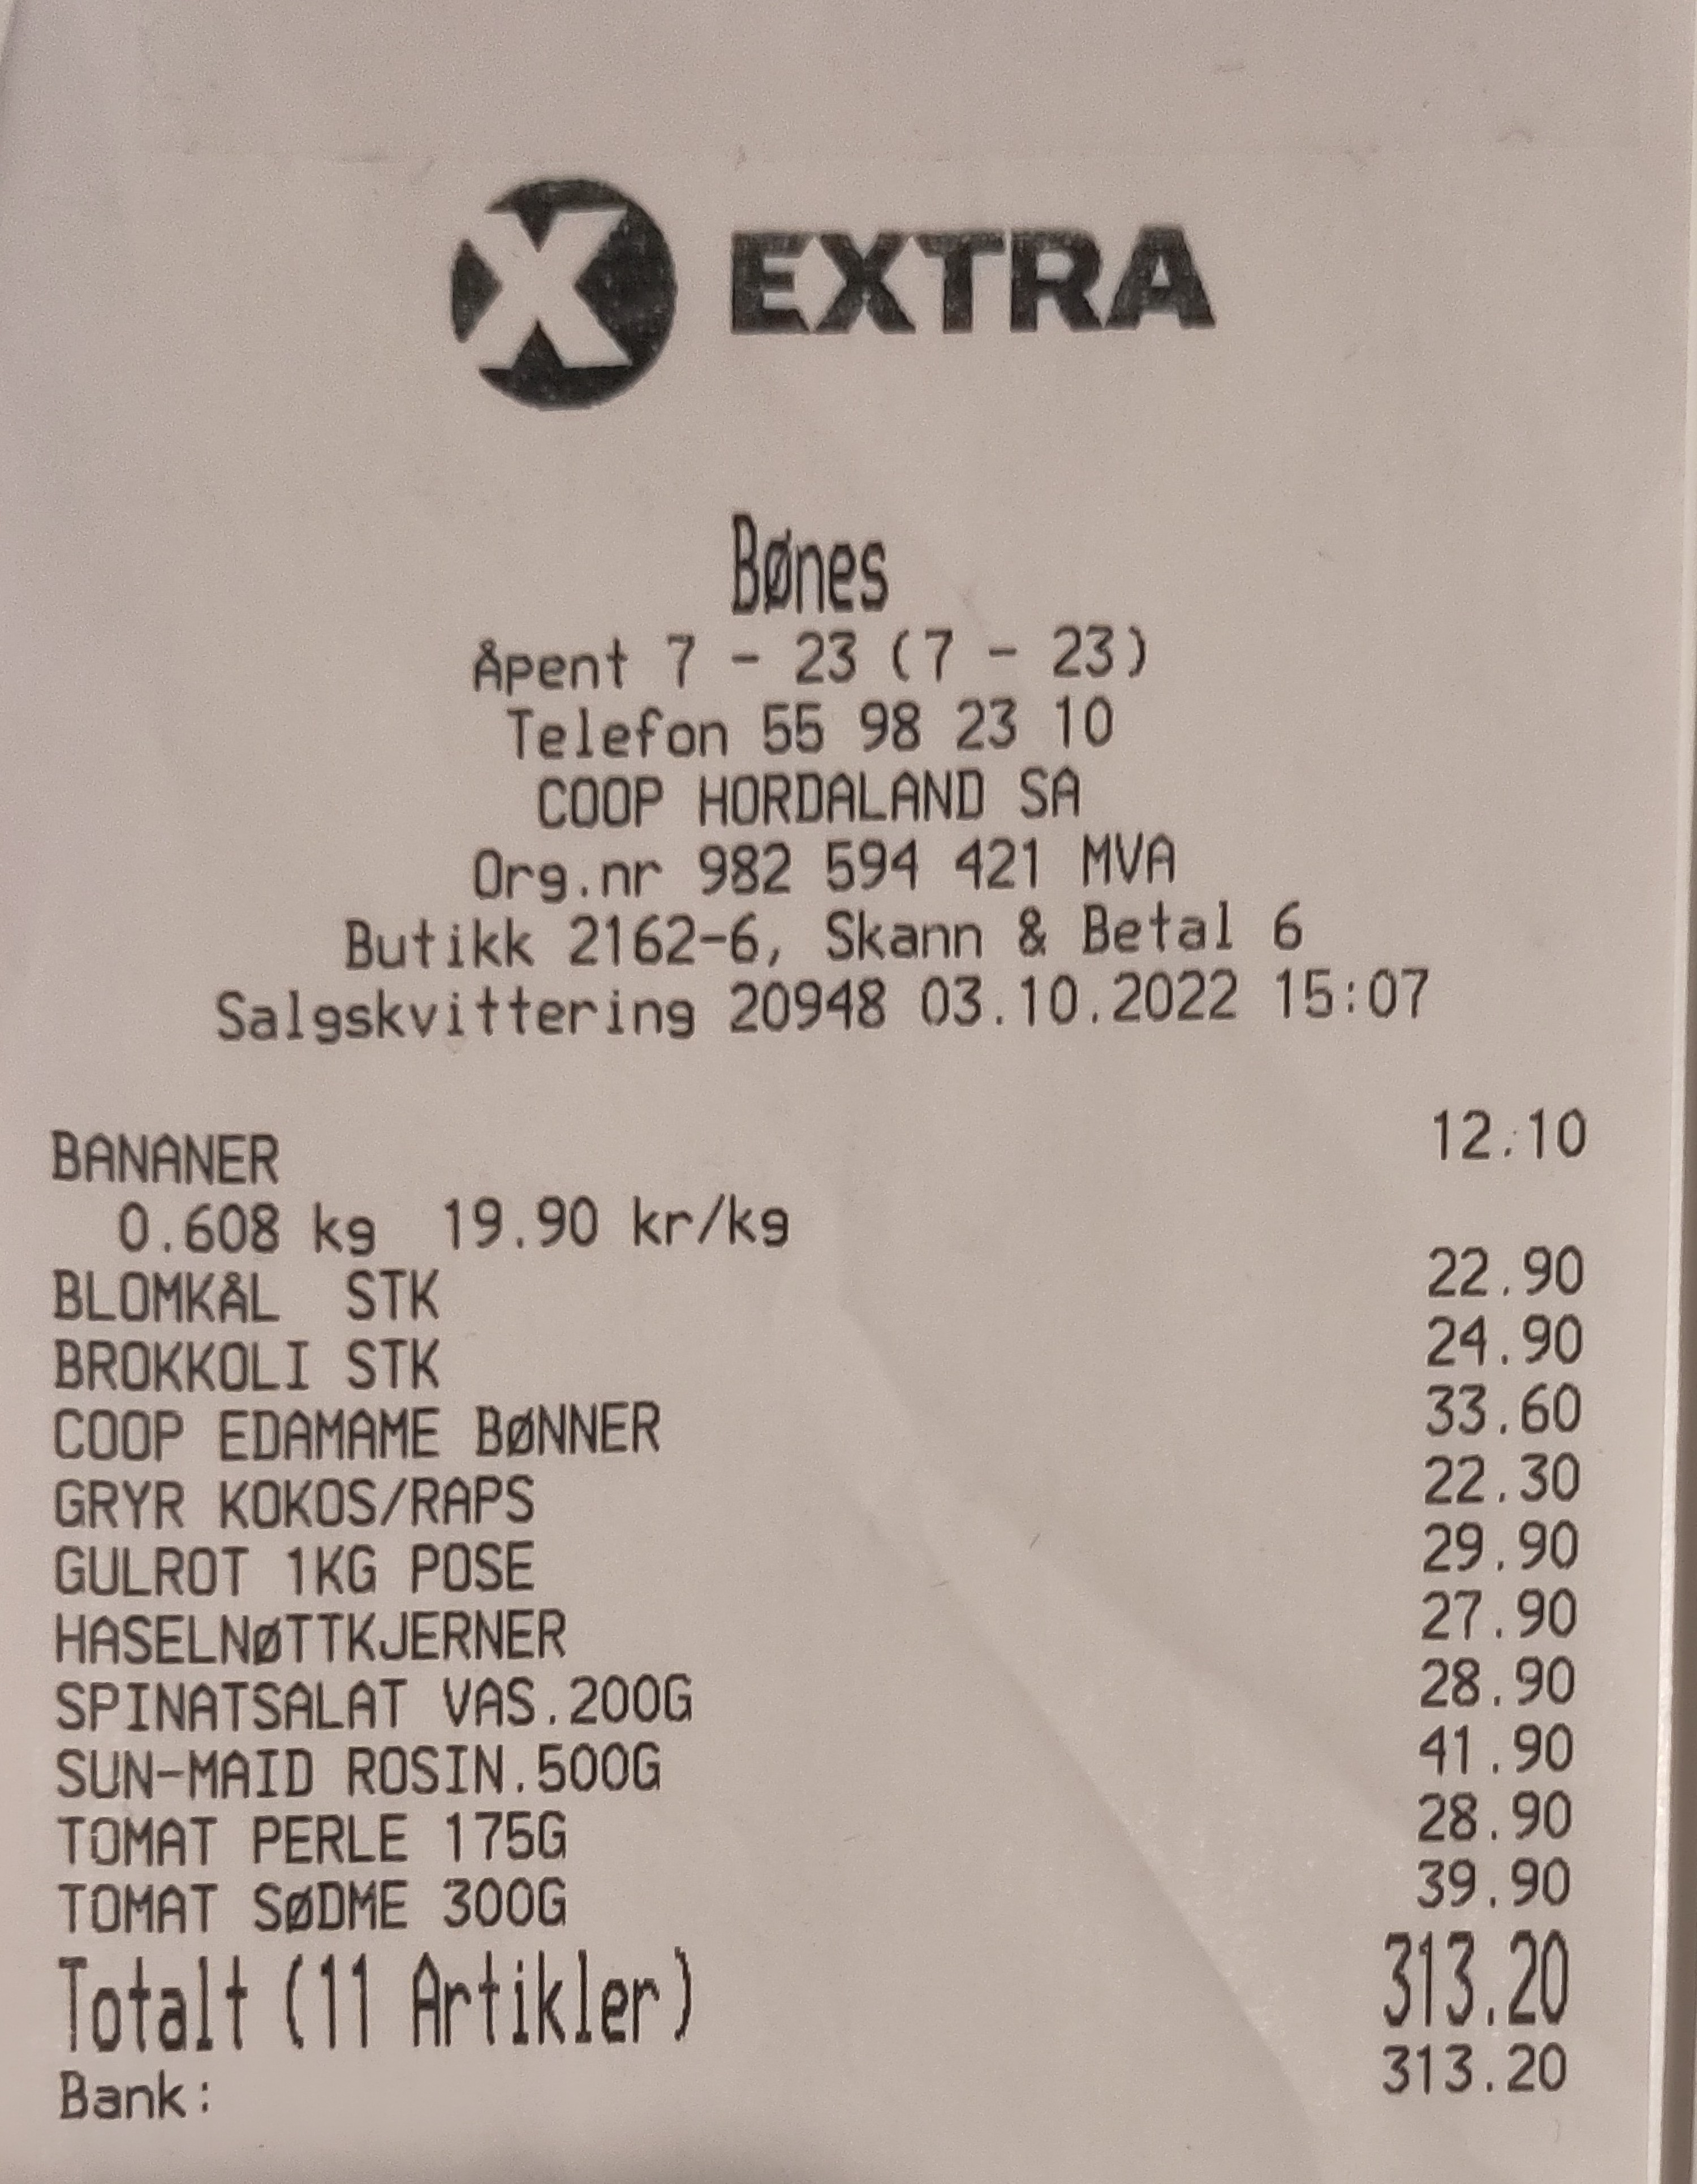 X EXTRA
Bønes
Åpent 7 - 23 (7 - 23)
Telefon 55 98 23 10
COOP HORDALAND SA
Org.nr 982 594 421 MVA
Butikk 2162-6, Skann & Betal 6
Salgskvittering 20948 03.10.2022 15:07
BANANER 12.10
0.608 kg 19.90 kr/kg
BLOMKÅL STK 22.90
BROKKOLI STK 24.90
COOP EDAMAME BØNNER 33.60
GRYR KOKOS/RAPS 22.30
GULROT 1KG POSE 29.90
HASELNØTTKJERNER 27.90
SPINATSALAT VAS.200G 28.90
SUN-MAID ROSIN.500G 41.90
TOMAT PERLE 175G 28.90
TOMAT SØDME 300G 39.90
Totalt (11 Artikler) 313.20
Bank: 313.20